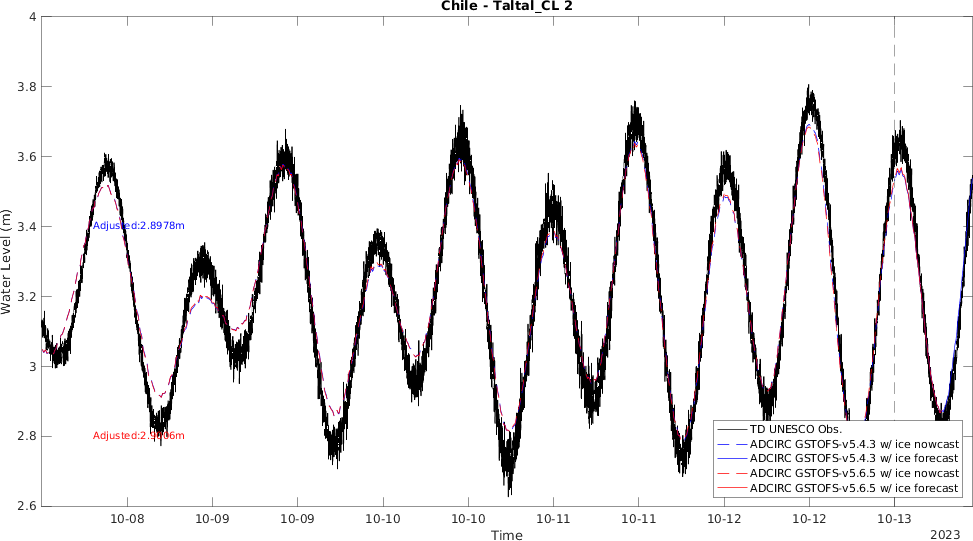 Chile - Taltal_CL 2
4
3.8
3.6
3.4
3.2
3
2.8
2.6
Water Level (m)
Adjusted:2.8978m
TD UNESCO Obs.
ADCIRC GSTOFS-v5.4.3 w/ ice nowcast
ADCIRC GSTOFS-v5.4.3 w/ ice forecast
ADCIRC GSTOFS-v5.6.5 w/ ice nowcast
ADCIRC GSTOFS-v5.6.5 w/ ice forecast
10-08 10-09 10-09 10-10 10-10 10-11 10-11 10-12 10-12 10-13
Time
2023